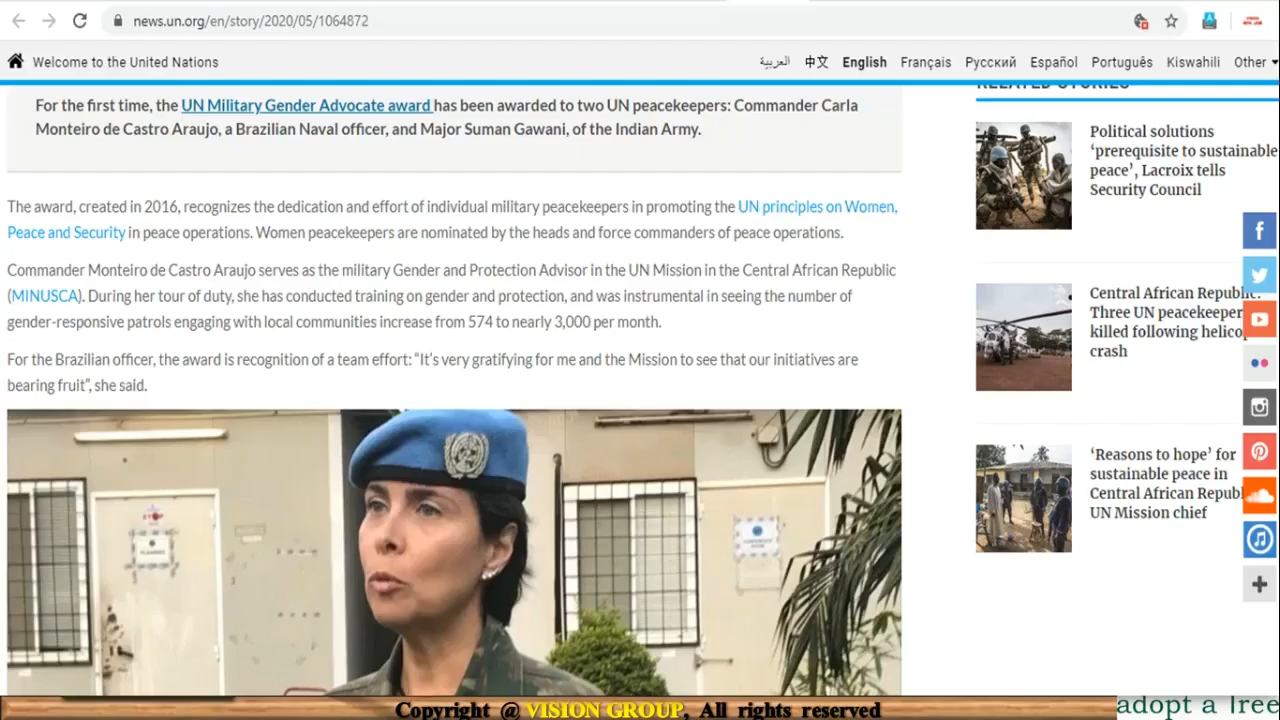 news.un.org/en/story/2020/05/1064872
Welcome to the United Nations
العربية 中文 English Français Русский Español Português Kiswahili Other
For the first time, the UN Military Gender Advocate award has been awarded to two UN peacekeepers: Commander Carla
Monteiro de Castro Araujo, a Brazilian Naval officer, and Major Suman Gawani, of the Indian Army.
The award, created in 2016, recognizes the dedication and effort of individual military peacekeepers in promoting the UN principles on Women,
Peace and Security in peace operations. Women peacekeepers are nominated by the heads and force commanders of peace operations.
Commander Monteiro de Castro Araujo serves as the military Gender and Protection Advisor in the UN Mission in the Central African Republic
(MINUSCA). During her tour of duty, she has conducted training on gender and protection, and was instrumental in seeing the number of
gender-responsive patrols engaging with local communities increase from 574 to nearly 3,000 per month.
For the Brazilian officer, the award is recognition of a team effort: “It’s very gratifying for me and the Mission to see that our initiatives are
bearing fruit”, she said.
STOP
RELATED STORIES
Political solutions
‘prerequisite to sustainable
peace’, Lacroix tells
Security Council
Central African Republic:
Three UN peacekeeper
killed following helico
crash
‘Reasons to hope’ for
sustainable peace in
Central African Republ
UN Mission chief
Copyright @ VISION GROUP, All rights reserved
adopt a Tree